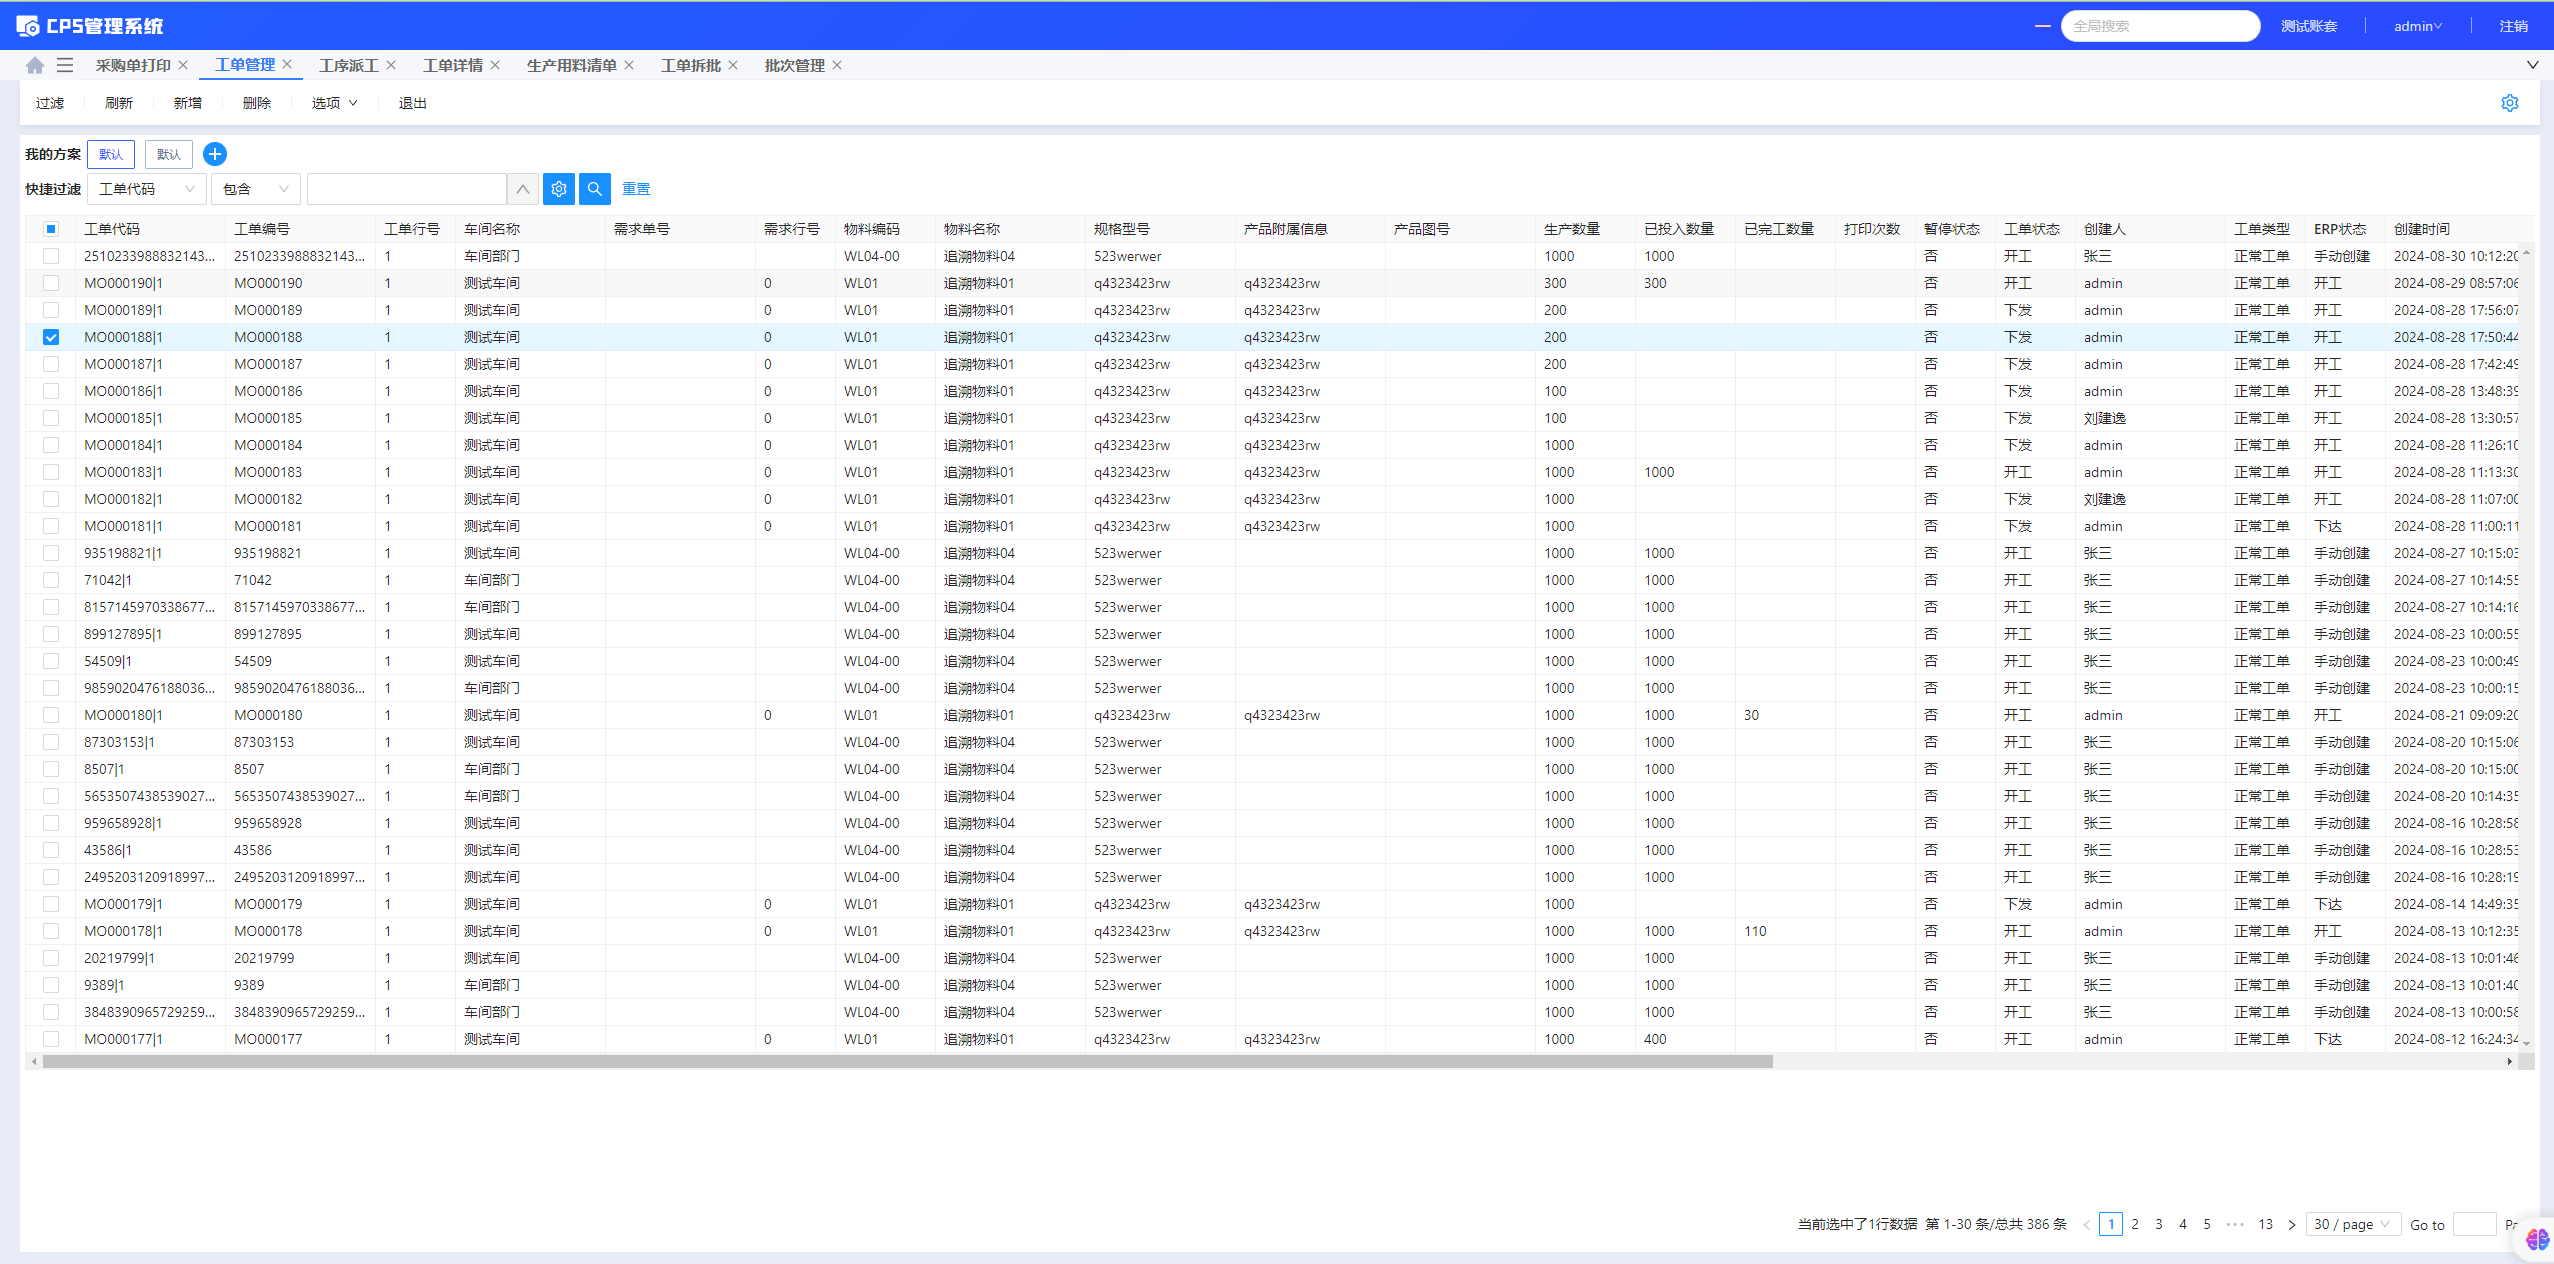 CPS管理系统 全局搜索 测试账套 admin 注销
采购单打印 工单管理 工序派工 工单详情 生产用料清单 工单拆批 批次管理
过滤 刷新 新增 删除 选项 退出
我的方案 默认 默认
快捷过滤 工单代码 包含 重置
工单代码 工单编号 工单行号 车间名称 需求单号 需求行号 物料编码 物料名称 规格型号 产品附属信息 产品图号 生产数量 已投入数量 已完工数量 打印次数 暂停状态 工单状态 创建人 工单类型 ERP状态 创建时间
2510233988832143... 2510233988832143... 1 车间部门 WL04-00 追溯物料04 523werwer 1000 1000 否 开工 张三 正常工单 手动创建 2024-08-30 10:12:20
MO000190|1 MO000190 1 测试车间 0 WL01 追溯物料01 q4323423rw q4323423rw 300 300 否 开工 admin 正常工单 开工 2024-08-29 08:57:06
MO000189|1 MO000189 1 测试车间 0 WL01 追溯物料01 q4323423rw q4323423rw 200 否 下发 admin 正常工单 开工 2024-08-28 17:56:07
MO000188|1 MO000188 1 测试车间 0 WL01 追溯物料01 q4323423rw q4323423rw 200 否 下发 admin 正常工单 开工 2024-08-28 17:50:44
MO000187|1 MO000187 1 测试车间 0 WL01 追溯物料01 q4323423rw q4323423rw 200 否 下发 admin 正常工单 开工 2024-08-28 17:42:49
MO000186|1 MO000186 1 测试车间 0 WL01 追溯物料01 q4323423rw q4323423rw 100 否 下发 admin 正常工单 开工 2024-08-28 13:48:39
MO000185|1 MO000185 1 测试车间 0 WL01 追溯物料01 q4323423rw q4323423rw 100 否 下发 刘建逸 正常工单 开工 2024-08-28 13:30:57
MO000184|1 MO000184 1 测试车间 0 WL01 追溯物料01 q4323423rw q4323423rw 1000 否 下发 admin 正常工单 开工 2024-08-28 11:26:10
MO000183|1 MO000183 1 测试车间 0 WL01 追溯物料01 q4323423rw q4323423rw 1000 1000 否 开工 admin 正常工单 开工 2024-08-28 11:13:30
MO000182|1 MO000182 1 测试车间 0 WL01 追溯物料01 q4323423rw q4323423rw 1000 否 下发 刘建逸 正常工单 开工 2024-08-28 11:07:00
MO000181|1 MO000181 1 测试车间 0 WL01 追溯物料01 q4323423rw q4323423rw 1000 否 下发 admin 正常工单 下达 2024-08-28 11:00:11
935198821|1 935198821 1 测试车间 WL04-00 追溯物料04 523werwer 1000 1000 否 开工 张三 正常工单 手动创建 2024-08-27 10:15:03
71042|1 71042 1 车间部门 WL04-00 追溯物料04 523werwer 1000 1000 否 开工 张三 正常工单 手动创建 2024-08-27 10:14:55
8157145970338677... 8157145970338677... 1 车间部门 WL04-00 追溯物料04 523werwer 1000 1000 否 开工 张三 正常工单 手动创建 2024-08-27 10:14:16
899127895|1 899127895 1 测试车间 WL04-00 追溯物料04 523werwer 1000 1000 否 开工 张三 正常工单 手动创建 2024-08-23 10:00:55
54509|1 54509 1 测试车间 WL04-00 追溯物料04 523werwer 1000 1000 否 开工 张三 正常工单 手动创建 2024-08-23 10:00:49
9859020476188036... 9859020476188036... 1 车间部门 WL04-00 追溯物料04 523werwer 1000 1000 否 开工 张三 正常工单 手动创建 2024-08-23 10:00:15
MO000180|1 MO000180 1 测试车间 0 WL01 追溯物料01 q4323423rw q4323423rw 1000 1000 30 否 开工 admin 正常工单 开工 2024-08-21 09:09:20
87303153|1 87303153 1 测试车间 WL04-00 追溯物料04 523werwer 1000 1000 否 开工 张三 正常工单 手动创建 2024-08-20 10:15:06
8507|1 8507 1 车间部门 WL04-00 追溯物料04 523werwer 1000 1000 否 开工 张三 正常工单 手动创建 2024-08-20 10:15:00
5653507438539027... 5653507438539027... 1 车间部门 WL04-00 追溯物料04 523werwer 1000 1000 否 开工 张三 正常工单 手动创建 2024-08-20 10:14:35
959658928|1 959658928 1 测试车间 WL04-00 追溯物料04 523werwer 1000 1000 否 开工 张三 正常工单 手动创建 2024-08-16 10:28:58
43586|1 43586 1 测试车间 WL04-00 追溯物料04 523werwer 1000 1000 否 开工 张三 正常工单 手动创建 2024-08-16 10:28:53
2495203120918997... 2495203120918997... 1 测试车间 WL04-00 追溯物料04 523werwer 1000 1000 否 开工 张三 正常工单 手动创建 2024-08-16 10:28:19
MO000179|1 MO000179 1 测试车间 0 WL01 追溯物料01 q4323423rw q4323423rw 1000 否 下发 admin 正常工单 下达 2024-08-14 14:49:35
MO000178|1 MO000178 1 测试车间 0 WL01 追溯物料01 q4323423rw q4323423rw 1000 1000 110 否 开工 admin 正常工单 开工 2024-08-13 10:12:35
20219799|1 20219799 1 测试车间 WL04-00 追溯物料04 523werwer 1000 1000 否 开工 张三 正常工单 手动创建 2024-08-13 10:01:46
9389|1 9389 1 车间部门 WL04-00 追溯物料04 523werwer 1000 1000 否 开工 张三 正常工单 手动创建 2024-08-13 10:01:40
3848390965729259... 3848390965729259... 1 车间部门 WL04-00 追溯物料04 523werwer 1000 1000 否 开工 张三 正常工单 手动创建 2024-08-13 10:00:58
MO000177|1 MO000177 1 测试车间 0 WL01 追溯物料01 q4323423rw q4323423rw 1000 400 否 开工 admin 正常工单 下达 2024-08-12 16:24:34
当前选中了1行数据 第 1-30 条/总共 386 条 < 1 2 3 4 5 ••• 13 > 30 / page Go to